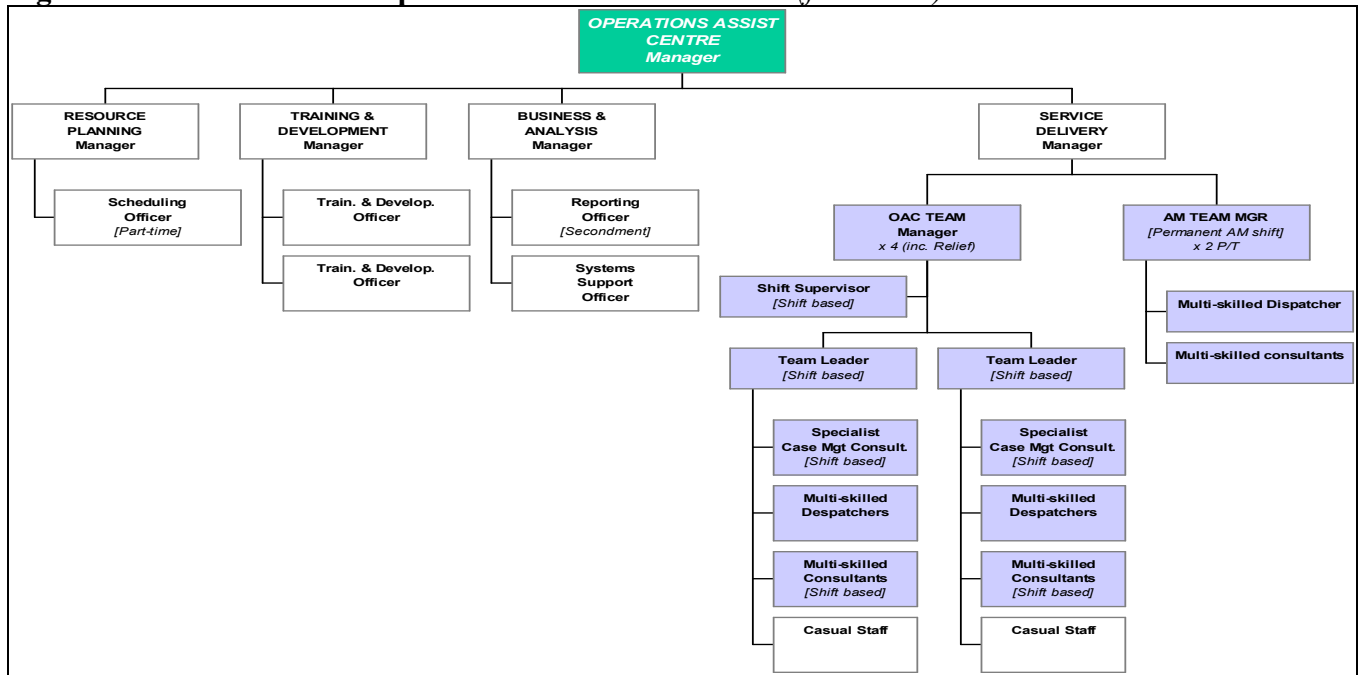 OPERATIONS ASSIST
CENTRE
Manager
RESOURCE
PLANNING
Manager
TRAINING &
DEVELOPMENT
Manager
BUSINESS &
ANALYSIS
Manager
SERVICE
DELIVERY
Manager
Scheduling
Officer
[Part-time]
Train. & Develop.
Officer
Train. & Develop.
Officer
Reporting
Officer
[Secondment]
Systems
Support
Officer
OAC TEAM
Manager
x 4 (inc. Relief)
AM TEAM MGR
[Permanent AM shift]
x 2 P/T
Shift Supervisor
[Shift based]
Multi-skilled Dispatcher
Multi-skilled consultants
Team Leader
[Shift based]
Specialist
Case Mgt Consult.
[Shift based]
Multi-skilled
Despatchers
Multi-skilled
Consultants
[Shift based]
Casual Staff
Team Leader
[Shift based]
Specialist
Case Mgt Consult.
[Shift based]
Multi-skilled
Despatchers
Multi-skilled
Consultants
[Shift based]
Casual Staff